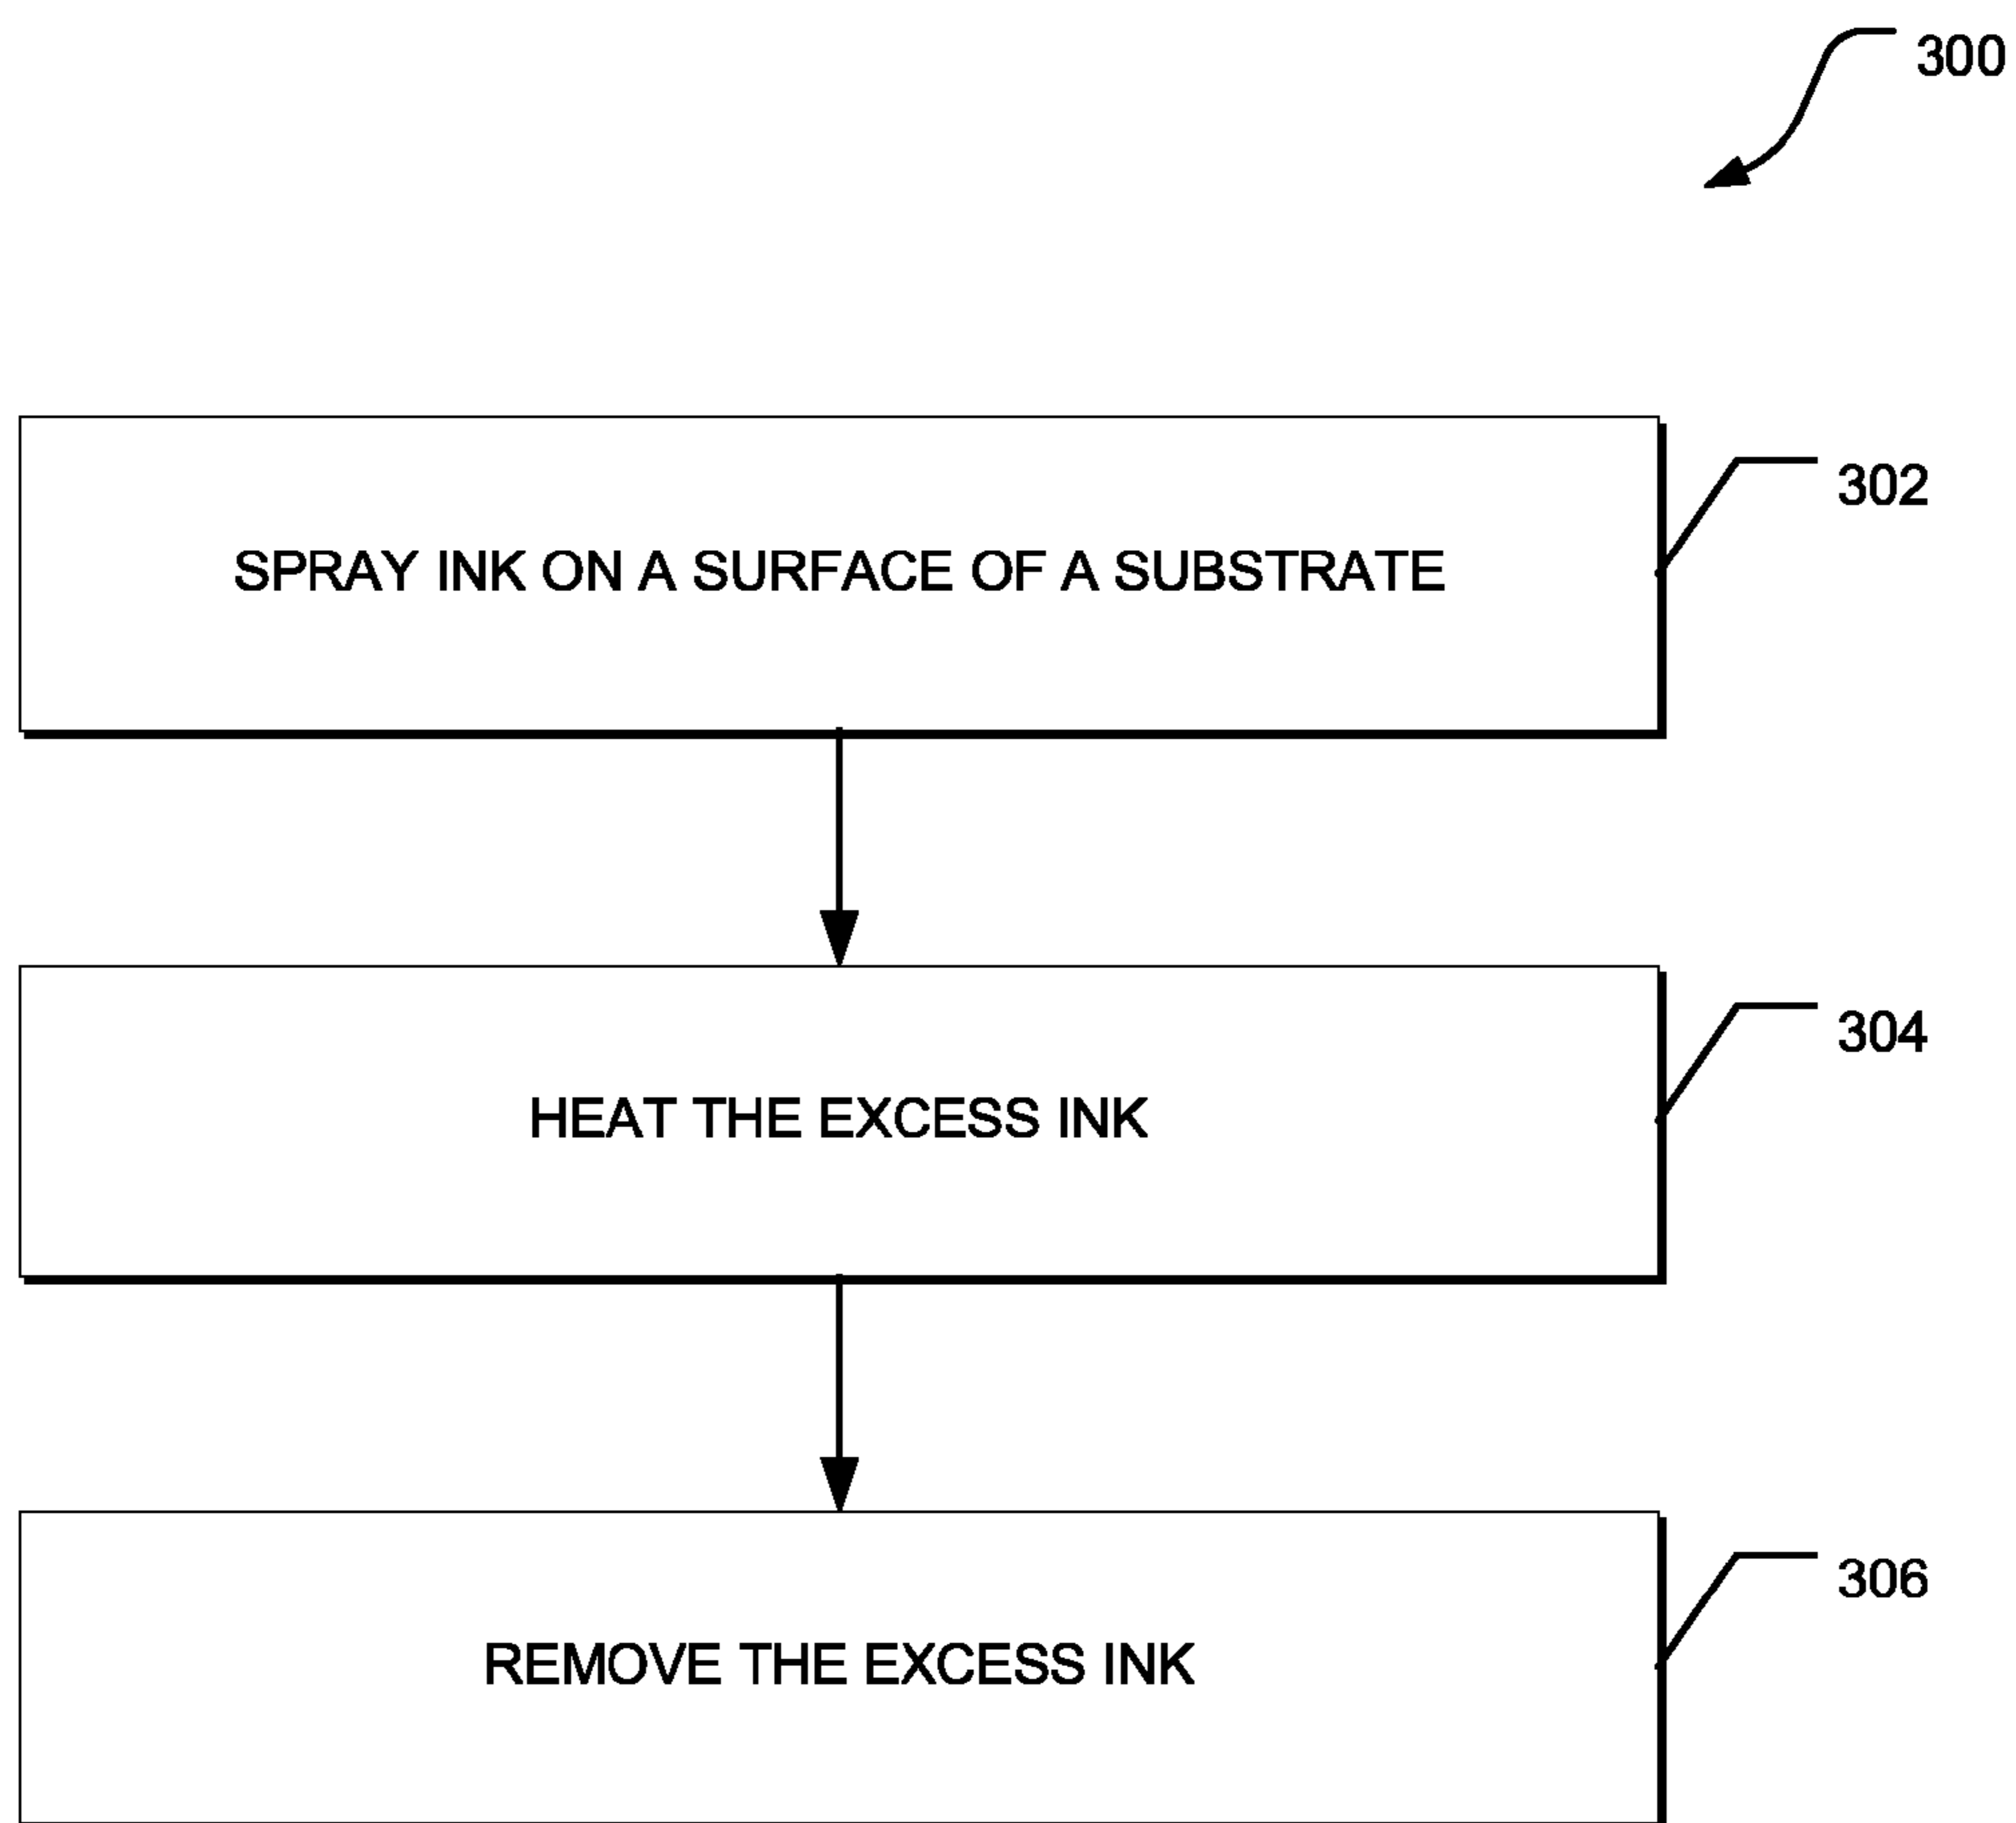 300
SPRAY INK ON A SURFACE OF A SUBSTRATE
302
HEAT THE EXCESS INK
304
REMOVE THE EXCESS INK
306